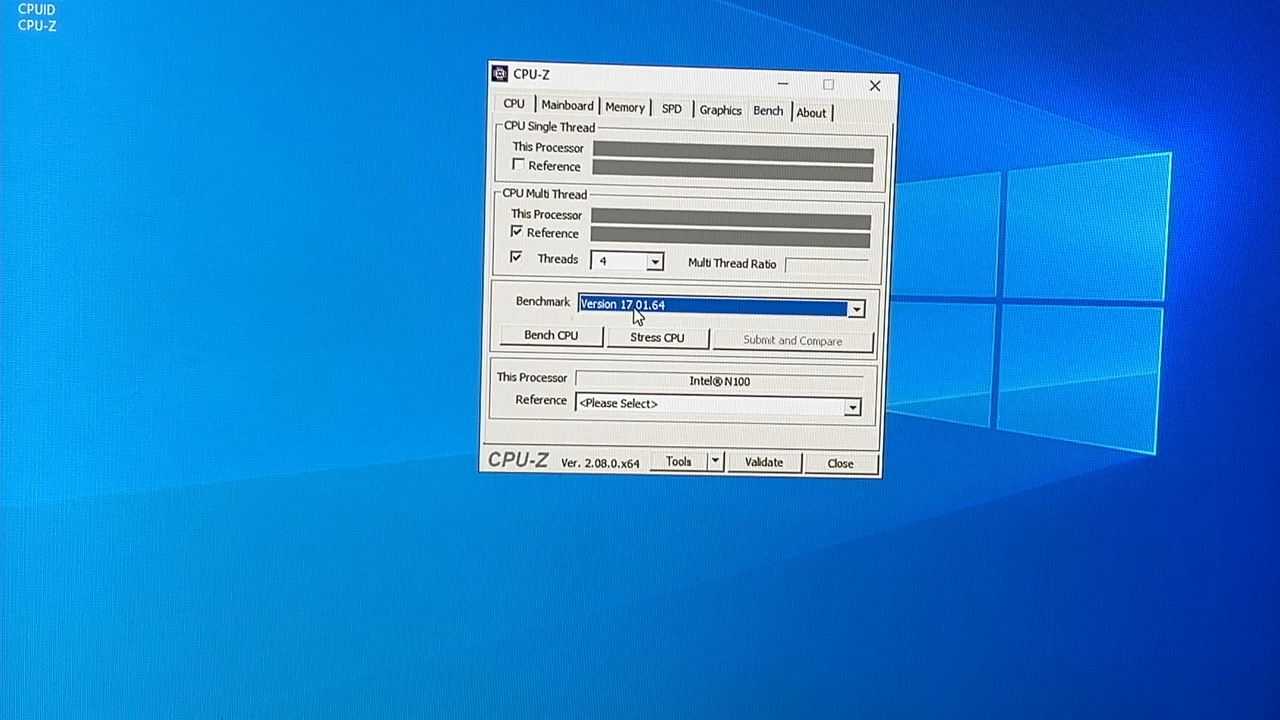 CPUID
CPU-Z
CPU-Z
CPU Mainboard Memory SPD Graphics Bench About
CPU Single Thread
This Processor
Reference
CPU Multi Thread
This Processor
Reference
Threads 4 Multi Thread Ratio
Benchmark Version 17.01.64
Bench CPU Stress CPU Submit and Compare
This Processor Intel® N100
Reference <Please Select>
CPU-Z Ver. 2.08.0.x64 Tools Validate Close